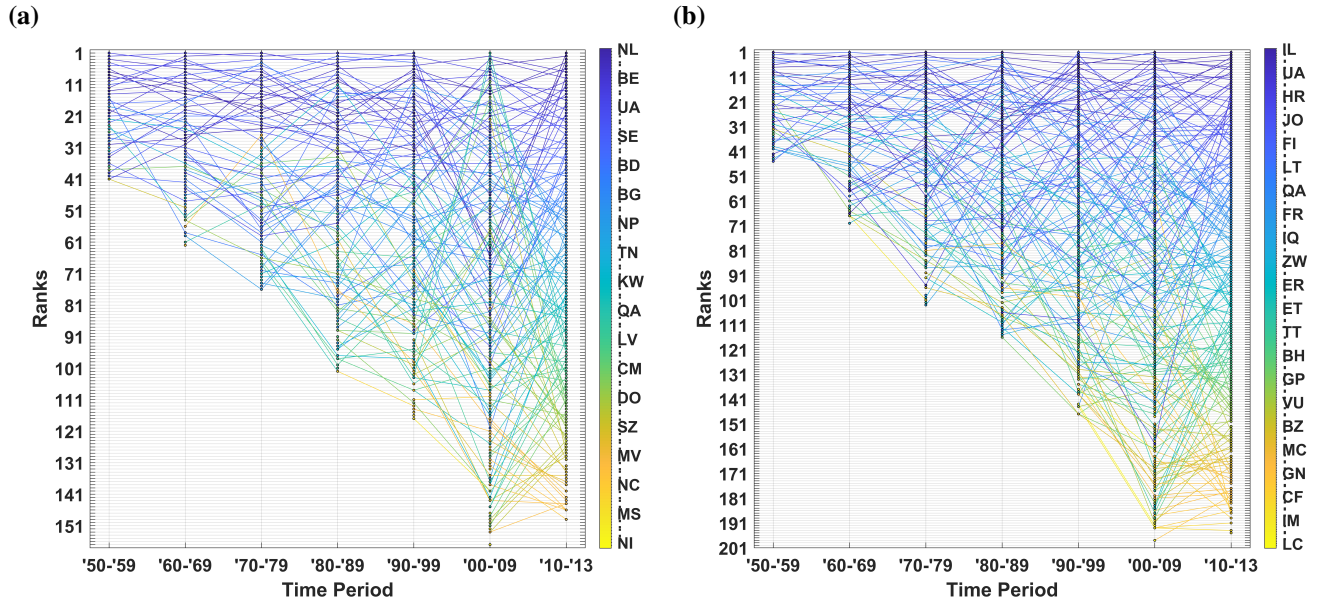 (a)
1
11
21
31
41
51
61
71
81
91
101
111
121
131
141
151
Ranks
'50-'59 '60-'69 '70-'79 '80-'89 '90-'99 '00-'09 '10-'13
Time Period
NL
BE
UA
SE
BD
BG
NP
TN
KW
QA
LV
CM
DO
SZ
MV
NC
MS
NI
(b)
1
11
21
31
41
51
61
71
81
91
101
111
121
131
141
151
161
171
181
191
201
Ranks
'50-'59 '60-'69 '70-'79 '80-'89 '90-'99 '00-'09 '10-'13
Time Period
IL
UA
HR
JO
FI
LT
QA
FR
IQ
ZW
ER
ET
TT
BH
GP
VU
BZ
MC
GN
CF
IM
LC